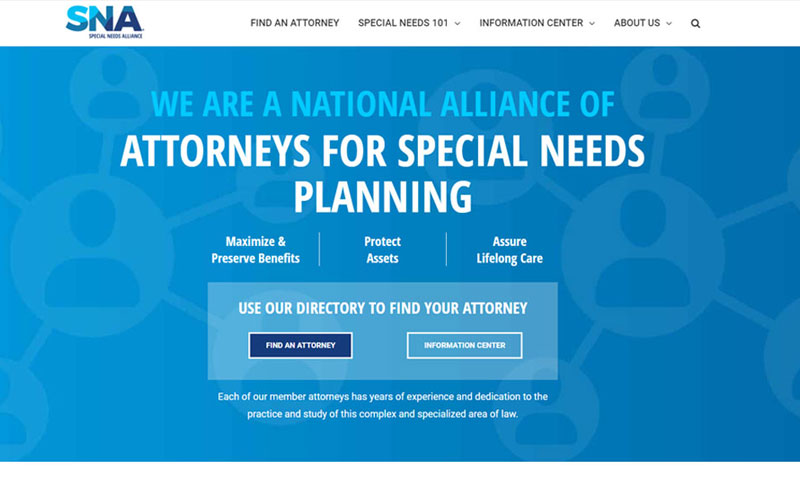 SNA
SPECIAL NEEDS ALLIANCE
FIND AN ATTORNEY SPECIAL NEEDS 101 INFORMATION CENTER ABOUT US
WE ARE A NATIONAL ALLIANCE OF
ATTORNEYS FOR SPECIAL NEEDS
PLANNING
Maximize & Protect Assure
Preserve Benefits Assets Lifelong Care
USE OUR DIRECTORY TO FIND YOUR ATTORNEY
FIND AN ATTORNEY INFORMATION CENTER
Each of our member attorneys has years of experience and dedication to the
practice and study of this complex and specialized area of law.